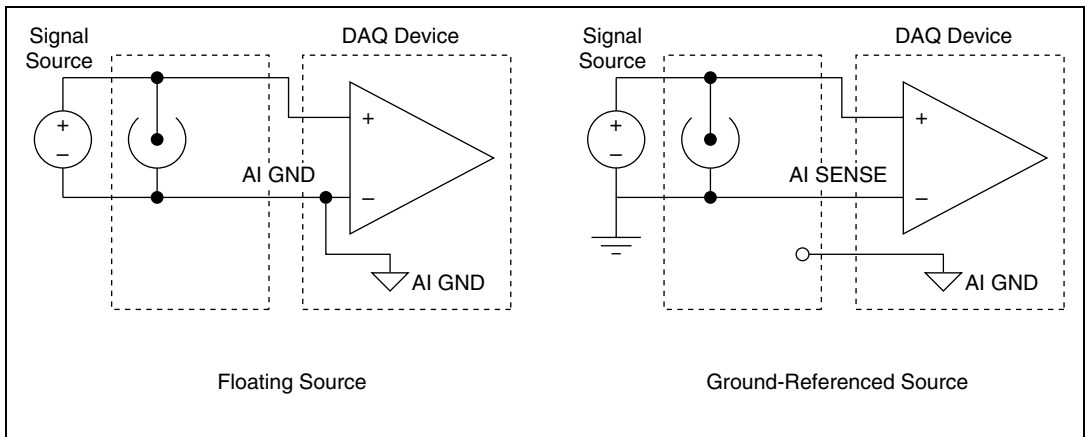 Signal
Source
DAQ Device
+
–
+
AI GND
–
AI GND
Floating Source
Signal
Source
DAQ Device
+
–
+
AI SENSE
–
AI GND
Ground-Referenced Source